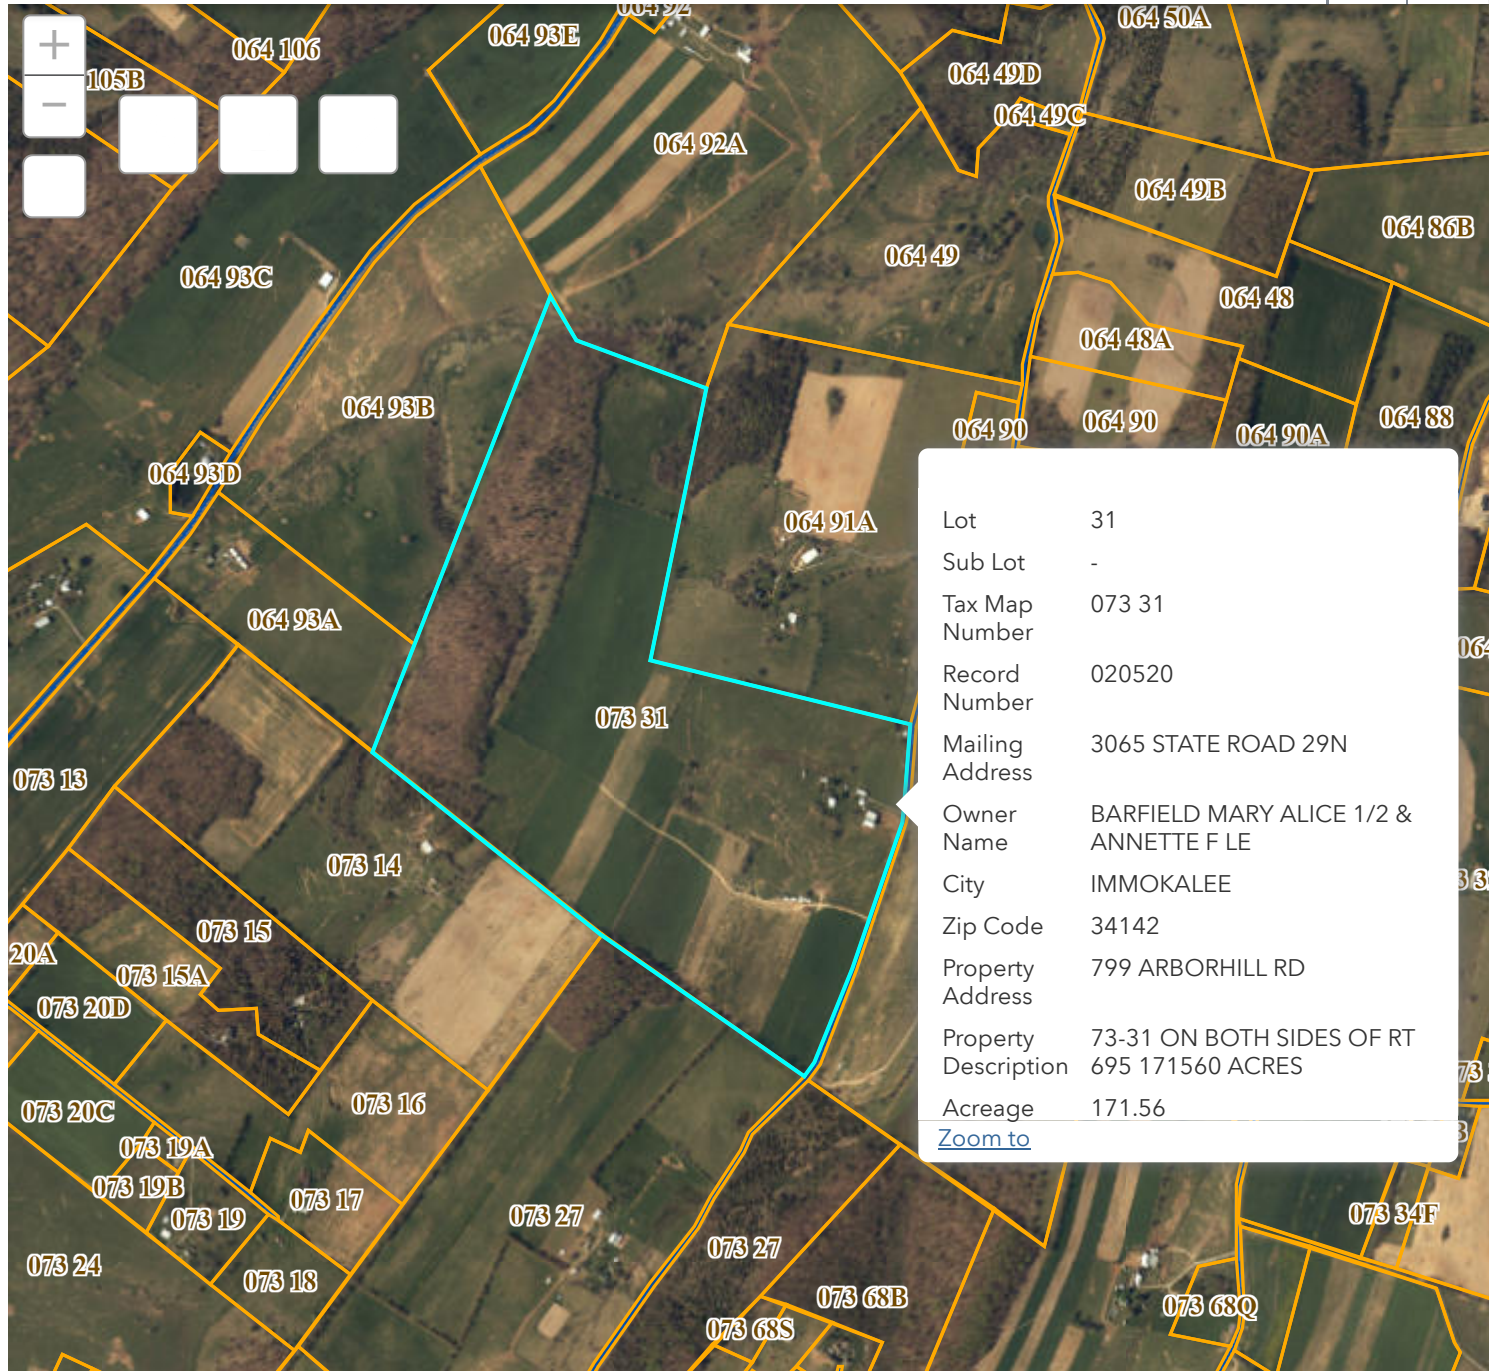 064 92
064 106
064 93E
064 50A
105B
064 49D
064 49C
064 92A
064 49B
064 86B
064 49
064 93C
064 48
064 48A
064 93B
064 90
064 90
064 90A
064 88
064 93D
064 91A
064 93A
073 31
073 13
073 14
073 15
20A
073 15A
073 20D
073 16
073 20C
073 19A
073 19B
073 17
073 19
073 24
073 18
073 27
073 27
073 68B
073 68S
073 68Q
073 34F
Lot 31
Sub Lot -
Tax Map 073 31
Number
Record 020520
Number
Mailing 3065 STATE ROAD 29N
Address
Owner BARFIELD MARY ALICE 1/2 &
Name ANNETTE F LE
City IMMOKALEE
Zip Code 34142
Property 799 ARBORHILL RD
Address
Property 73-31 ON BOTH SIDES OF RT
Description 695 171560 ACRES
Acreage 171.56
Zoom to